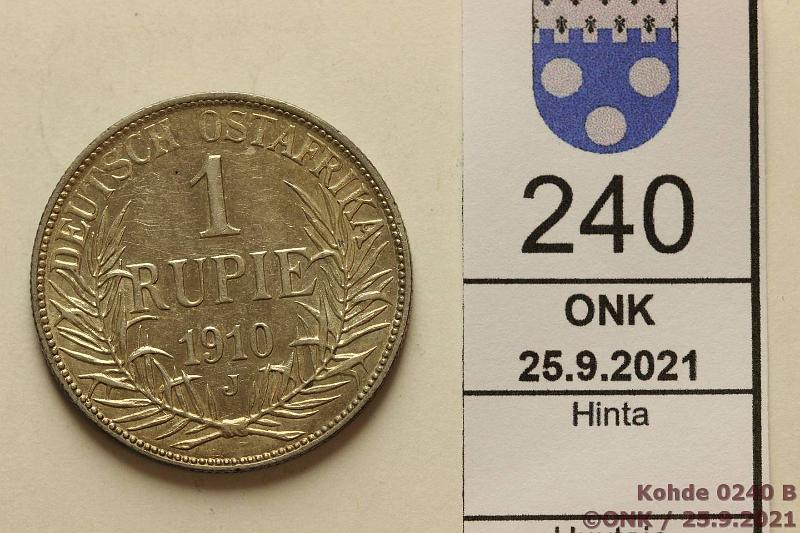 DEUTSCH OSTAFRIKA
1
RUPIE
1910
J
240
ONK
25.9.2021
Hinta
Kohde 0240 B
©ONK / 25.9.2021